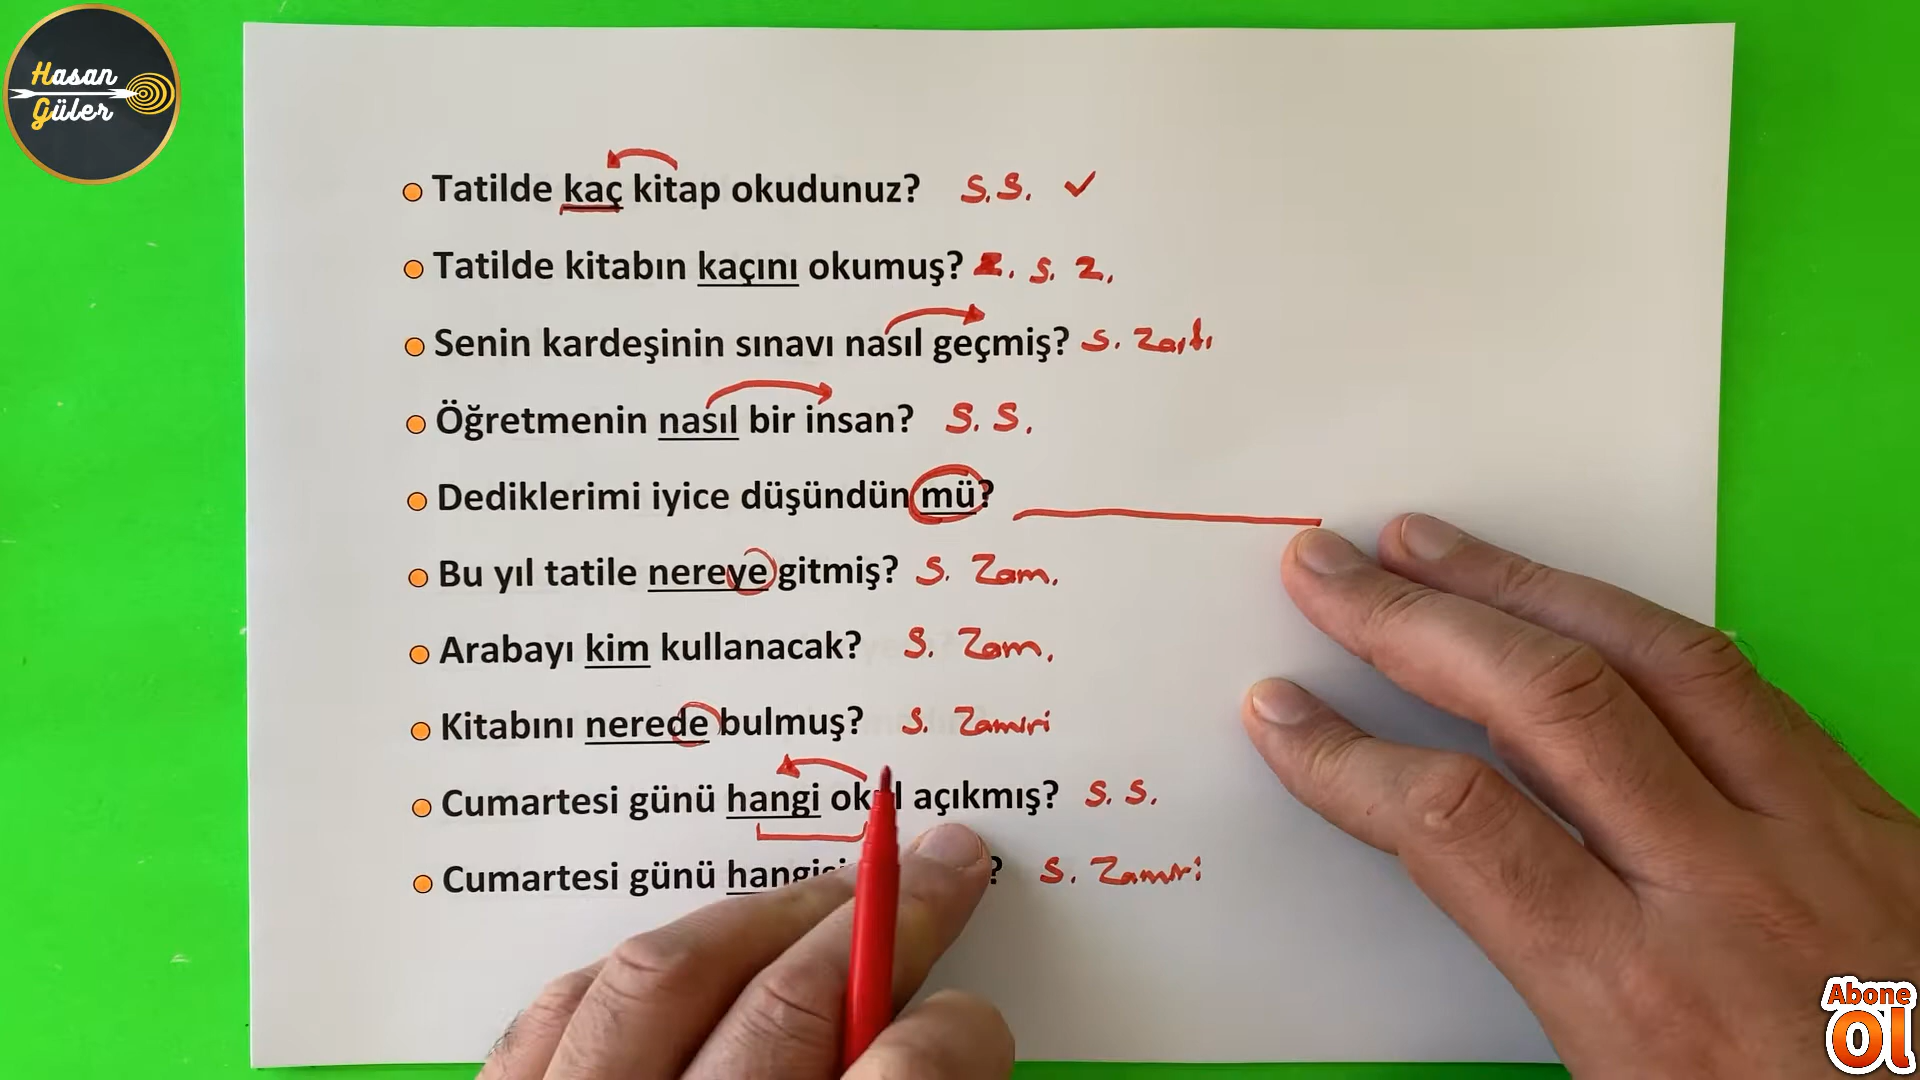 Hasan
Güler
Tatilde kaç kitap okudunuz? S.S. ✓
Tatilde kitabın kaçını okumuş? Z. S. Z.
Senin kardeşinin sınavı nasıl geçmiş? S. Zarfı
Öğretmenin nasıl bir insan? S. S.
Dediklerimi iyice düşündün mü?
Bu yıl tatile nereye gitmiş? S. Zam.
Arabayı kim kullanacak? S. Zam.
Kitabını nerede bulmuş? S. Zamiri
Cumartesi günü hangi açıkmış? S. S.
Cumartesi günü ? S. Zamiri
Abone
Ol